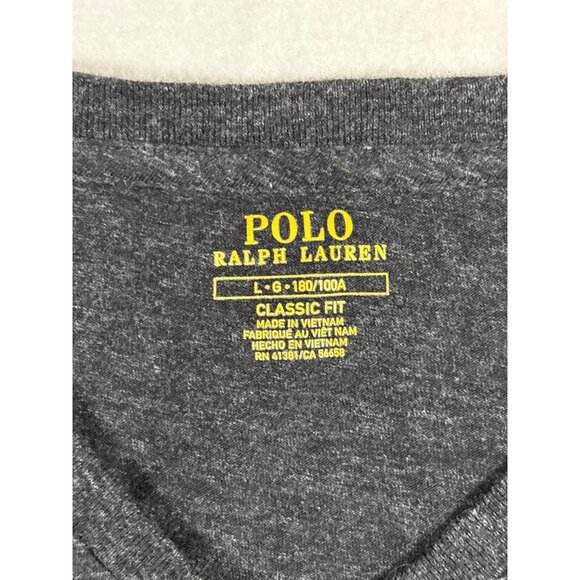 POLO
RALPH LAUREN
L • G • 180/100A
CLASSIC FIT
MADE IN VIETNAM
FABRIQUÉ AU VIÊT NAM
HECHO EN VIETNAM
RN 41381/CA 56658